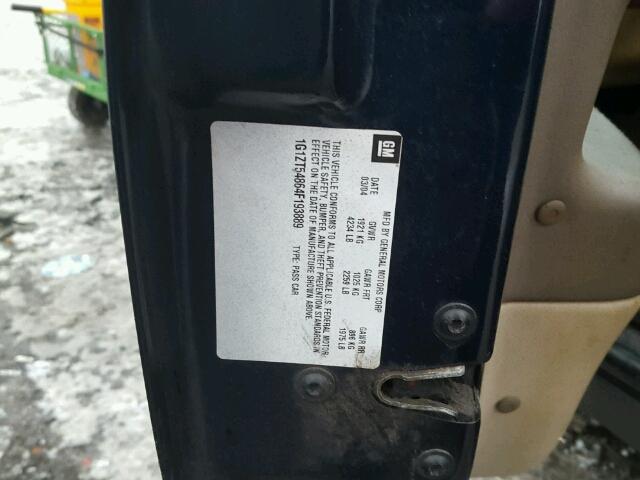 GM
MFD BY GENERAL MOTORS CORP
DATE GVWR GAWR FRT GAWR RR
03/04 1921 KG 1025 KG 896 KG
4234 LB 2259 LB 1975 LB
THIS VEHICLE CONFORMS TO ALL APPLICABLE U.S. FEDERAL MOTOR
VEHICLE SAFETY, BUMPER, AND THEFT PREVENTION STANDARDS IN
EFFECT ON THE DATE OF MANUFACTURE SHOWN ABOVE.
1G1ZT54864F193889 TYPE: PASS CAR